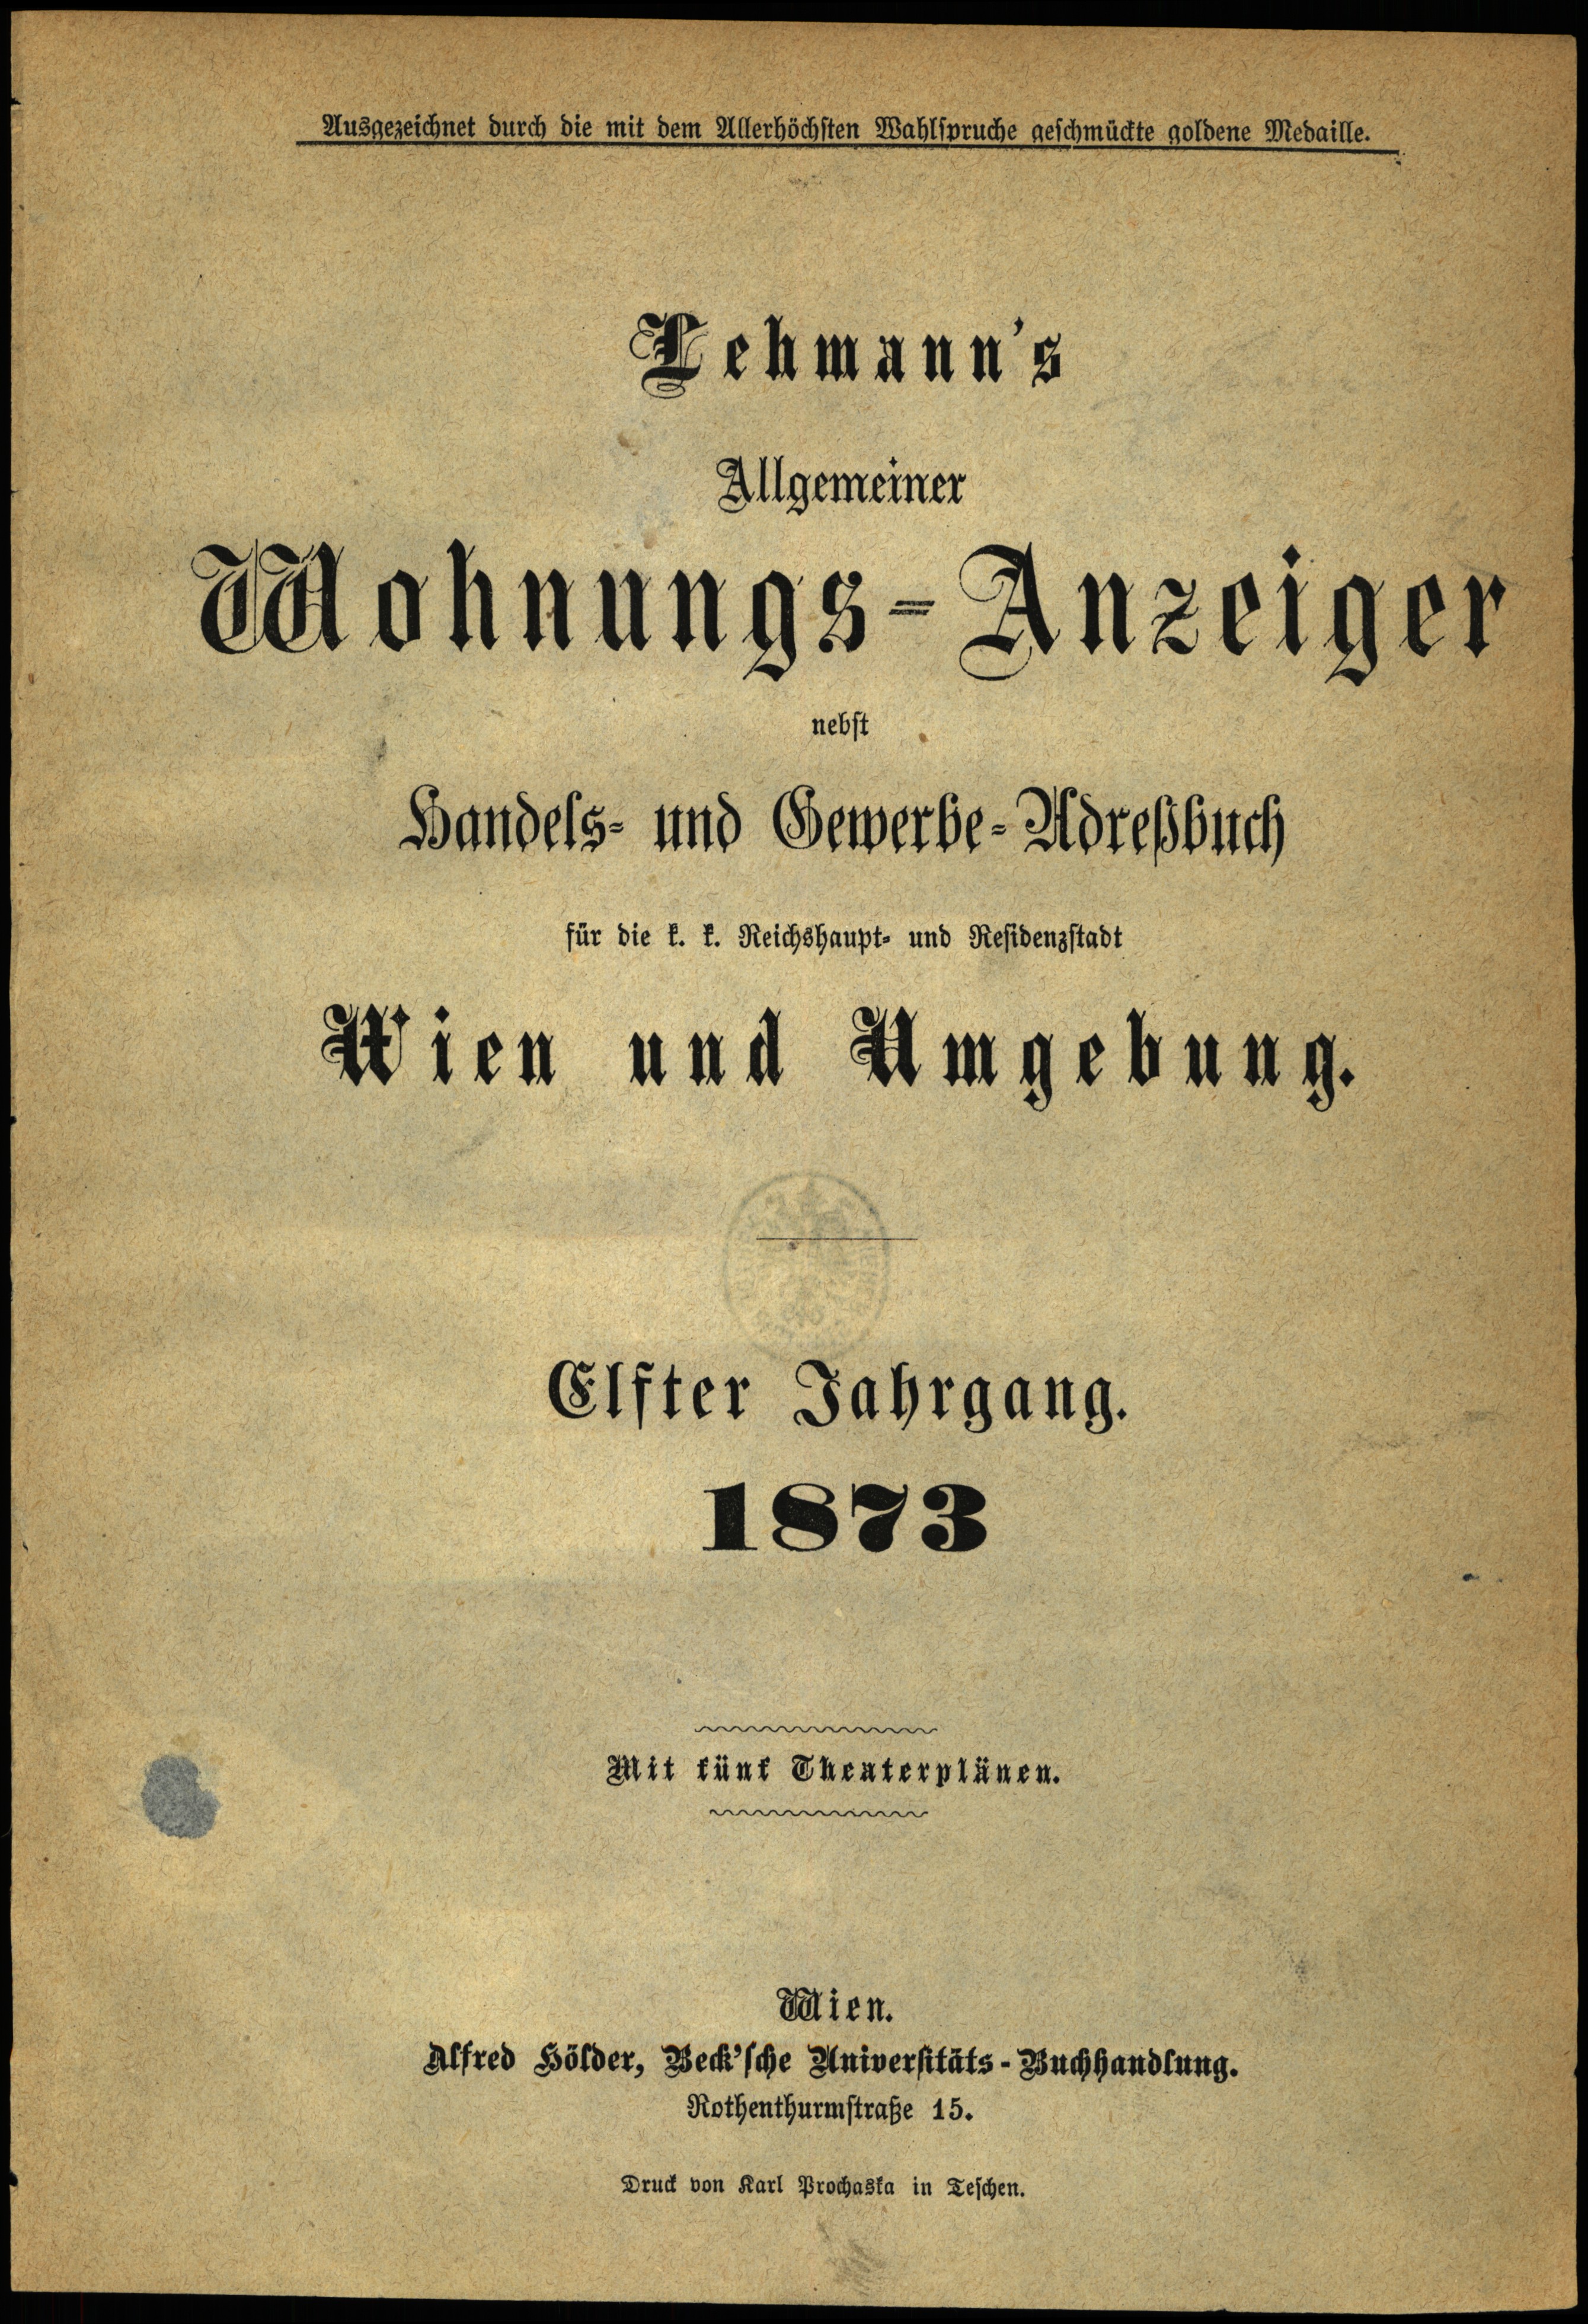 Ausgezeichnet durch die mit dem Allerhöchsten Wahlspruche geschmückte goldene Medaille.
Lehmann's
Allgemeiner
Wohnungs-Anzeiger
nebst
Handels- und Gewerbe-Adreßbuch
für die k. k. Reichshaupt- und Residenzstadt
Wien und Umgebung.
Elfter Jahrgang.
1873
Mit fünf Theaterplänen.
Wien.
Alfred Hölder, Beck'sche Universitäts-Buchhandlung.
Rothenthurmstraße 15.
Druck von Karl Prochaska in Teschen.